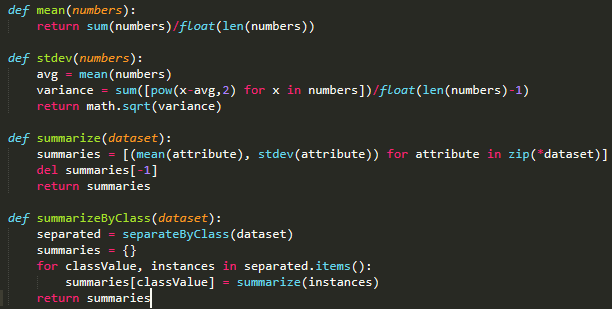 def mean(numbers):
    return sum(numbers)/float(len(numbers))

def stdev(numbers):
    avg = mean(numbers)
    variance = sum([pow(x-avg,2) for x in numbers])/float(len(numbers)-1)
    return math.sqrt(variance)

def summarize(dataset):
    summaries = [(mean(attribute), stdev(attribute)) for attribute in zip(*dataset)]
    del summaries[-1]
    return summaries

def summarizeByClass(dataset):
    separated = separateByClass(dataset)
    summaries = {}
    for classValue, instances in separated.items():
        summaries[classValue] = summarize(instances)
    return summaries